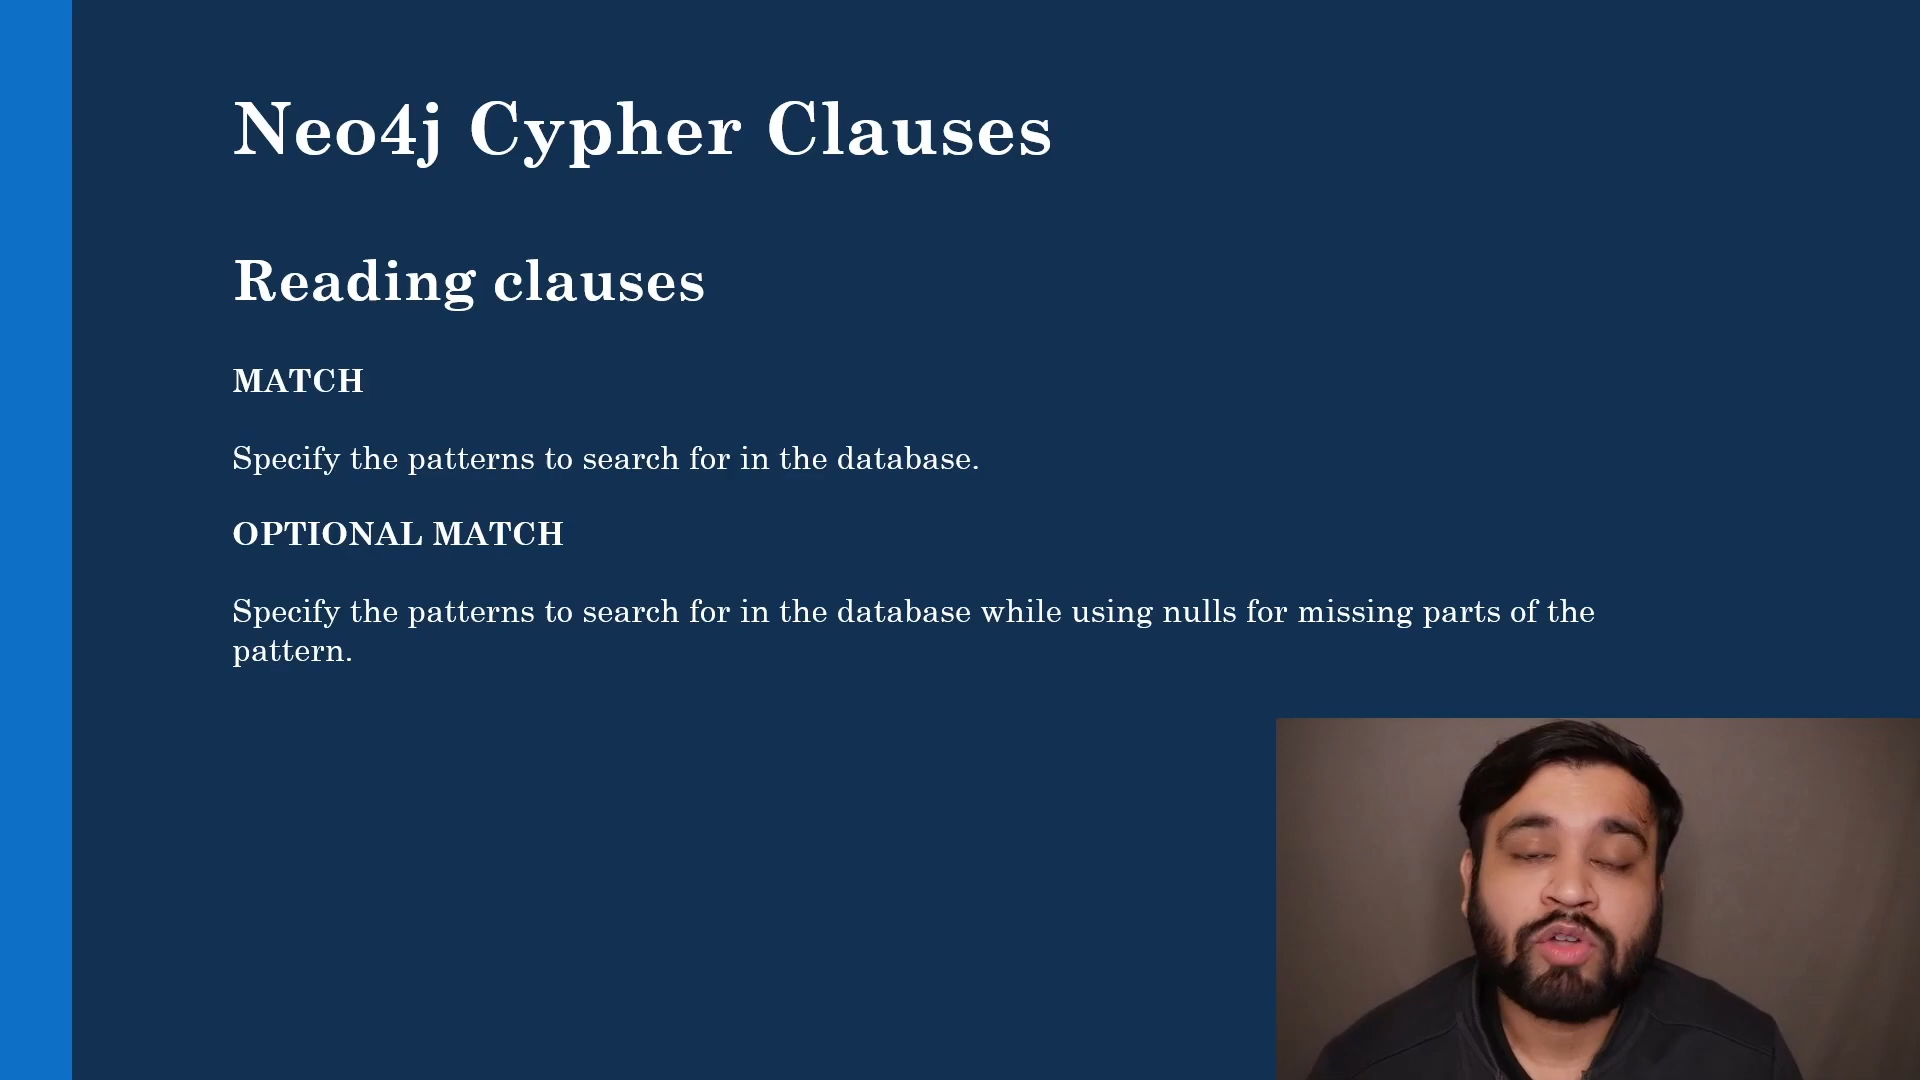 Neo4j Cypher Clauses
Reading clauses
MATCH
Specify the patterns to search for in the database.
OPTIONAL MATCH
Specify the patterns to search for in the database while using nulls for missing parts of the
pattern.